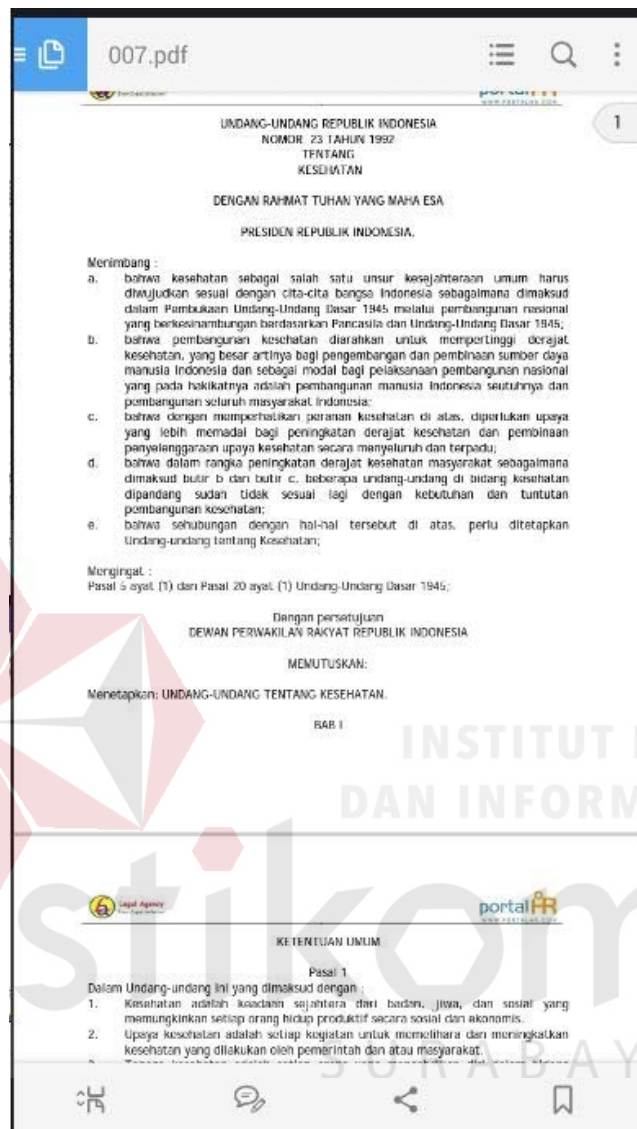 007.pdf
1
UNDANG-UNDANG REPUBLIK INDONESIA
NOMOR 23 TAHUN 1992
TENTANG
KESEHATAN
DENGAN RAHMAT TUHAN YANG MAHA ESA
PRESIDEN REPUBLIK INDONESIA,
Menimbang :
a. bahwa kesehatan sebagai salah satu unsur kesejahteraan umum harus
diwujudkan sesuai dengan cita-cita bangsa Indonesia sebagaimana dimaksud
dalam Pembukaan Undang-Undang Dasar 1945 melalui pembangunan nasional
yang berkesinambungan berdasarkan Pancasila dan Undang-Undang Dasar 1945;
b. bahwa pembangunan kesehatan diarahkan untuk mempertinggi derajat
kesehatan, yang besar artinya bagi pengembangan dan pembinaan sumber daya
manusia Indonesia dan sebagai modal bagi pelaksanaan pembangunan nasional
yang pada hakikatnya adalah pembangunan manusia Indonesia seutuhnya dan
pembangunan seluruh masyarakat Indonesia;
c. bahwa dengan memperhatikan peranan kesehatan di atas, diperlukan upaya
yang lebih memadai bagi peningkatan derajat kesehatan dan pembinaan
penyelenggaraan upaya kesehatan secara menyeluruh dan terpadu;
d. bahwa dalam rangka peningkatan derajat kesehatan masyarakat sebagaimana
dimaksud butir b dan butir c, beberapa undang-undang di bidang kesehatan
dipandang sudah tidak sesuai lagi dengan kebutuhan dan tuntutan
pembangunan kesehatan;
e. bahwa sehubungan dengan hal-hal tersebut di atas, perlu ditetapkan
Undang-undang tentang Kesehatan;
Mengingat :
Pasal 5 ayat (1) dan Pasal 20 ayat (1) Undang-Undang Dasar 1945;
Dengan persetujuan
DEWAN PERWAKILAN RAKYAT REPUBLIK INDONESIA
MEMUTUSKAN:
Menetapkan: UNDANG-UNDANG TENTANG KESEHATAN.
BAB I
INSTITUT
DAN INFORM
Legal Agency
portalHR
stikom
KETENTUAN UMUM
Pasal 1
Dalam Undang-undang ini yang dimaksud dengan :
1. Kesehatan adalah keadaan sejahtera dari badan, jiwa, dan sosial yang
memungkinkan setiap orang hidup produktif secara sosial dan ekonomis.
2. Upaya kesehatan adalah setiap kegiatan untuk memelihara dan meningkatkan
kesehatan yang dilakukan oleh pemerintah dan atau masyarakat.
SURABAY